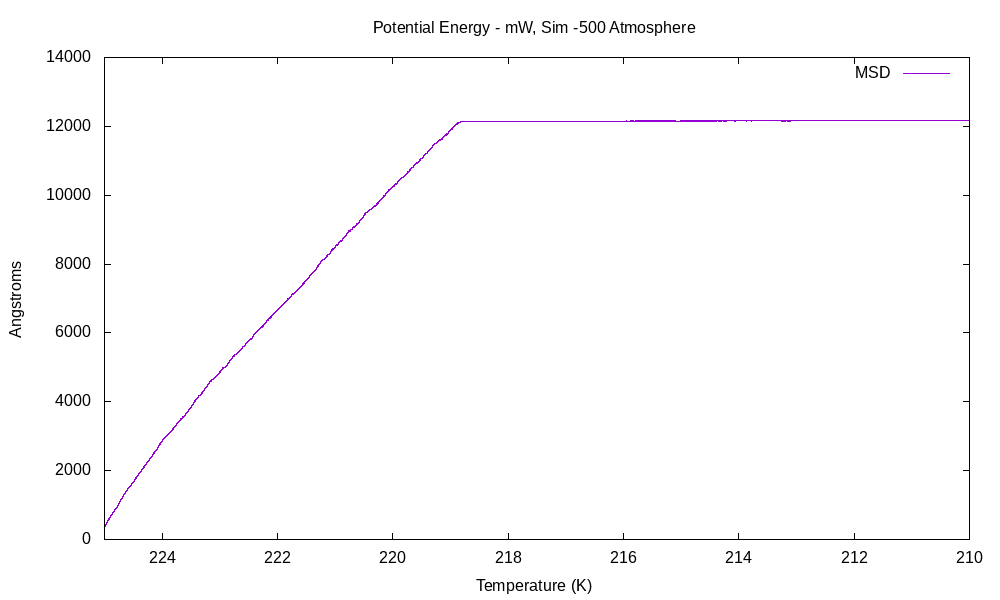 Potential Energy - mW, Sim -500 Atmosphere
MSD
14000
12000
10000
8000
6000
4000
2000
0
Angstroms
224 222 220 218 216 214 212 210
Temperature (K)